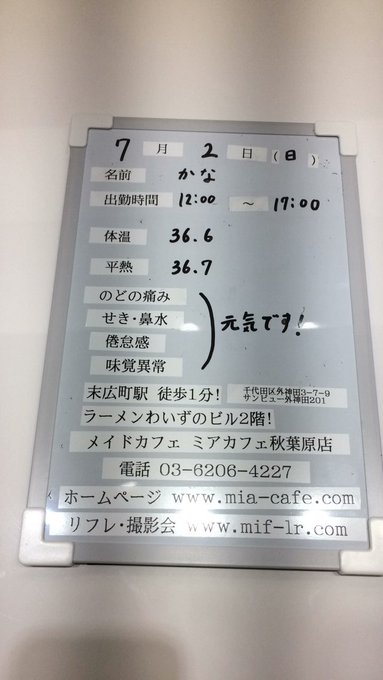 7 月 2 日 (日)
名前 かな
出勤時間 12:00 ～ 17:00
体温 36.6
平熱 36.7
のどの痛み
せき・鼻水
倦怠感
味覚異常
元気です!
末広町駅 徒歩1分!
千代田区外神田3-7-9
サンビュー外神田201
ラーメンわいずのビル2階!
メイドカフェ ミアカフェ秋葉原店
電話 03-6206-4227
ホームページ www.mia-cafe.com
リフレ・撮影会 www.mif-lr.com